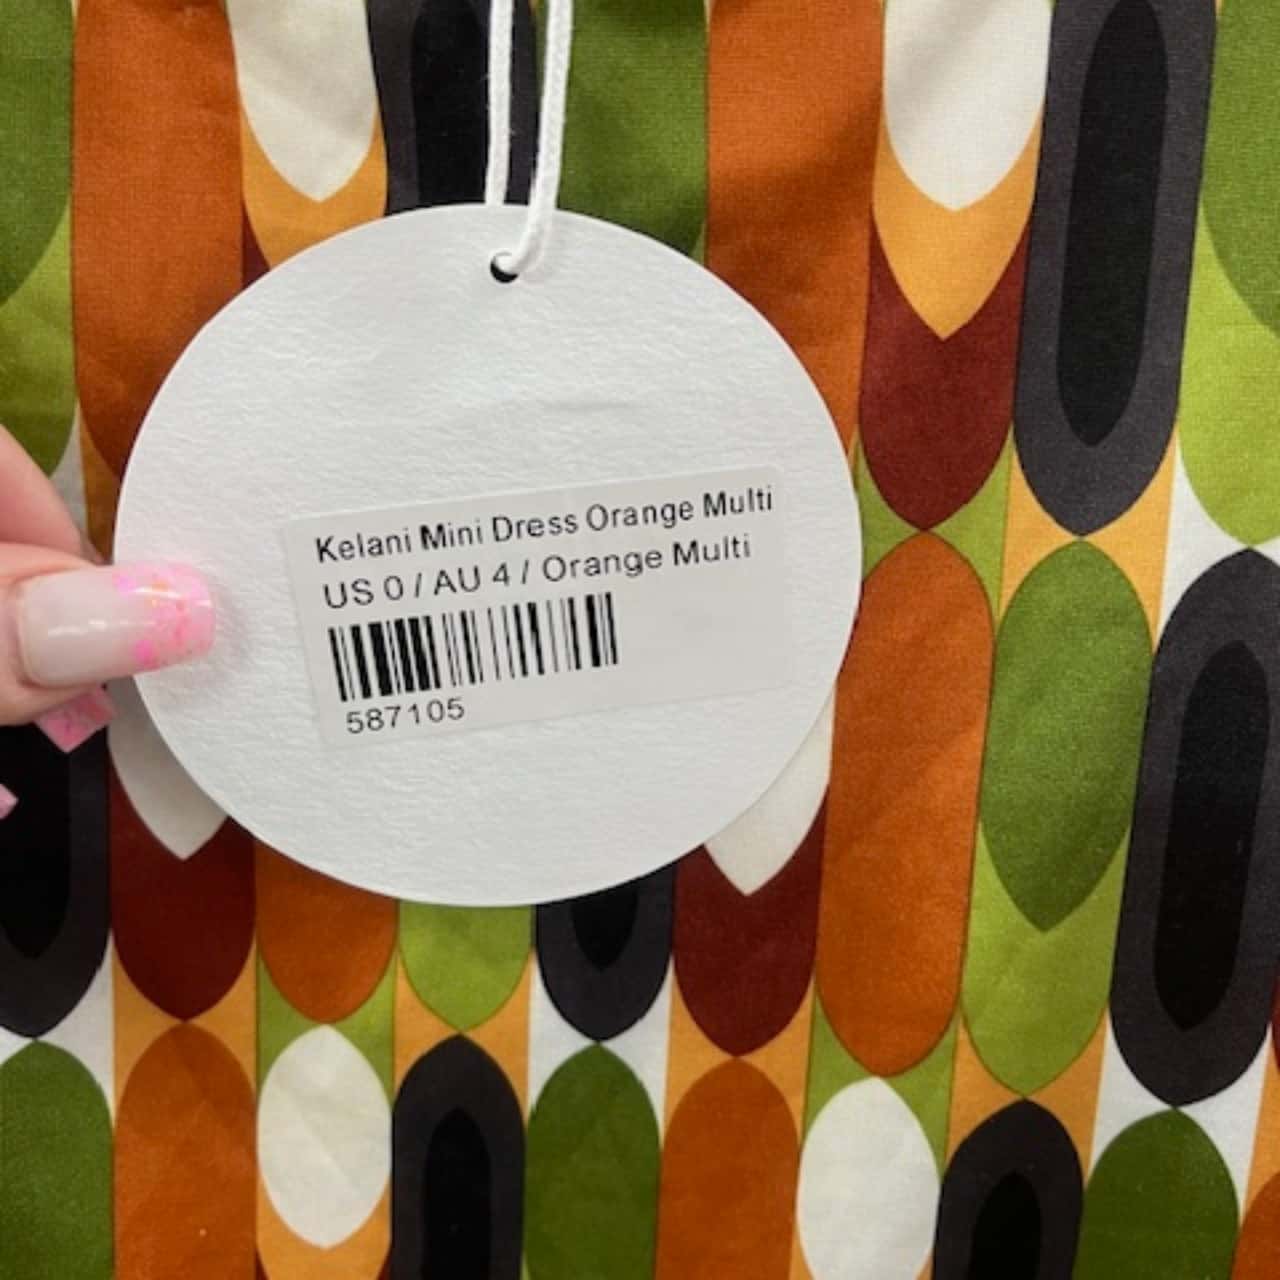 Kelani Mini Dress Orange Multi
US 0 / AU 4 / Orange Multi
587105